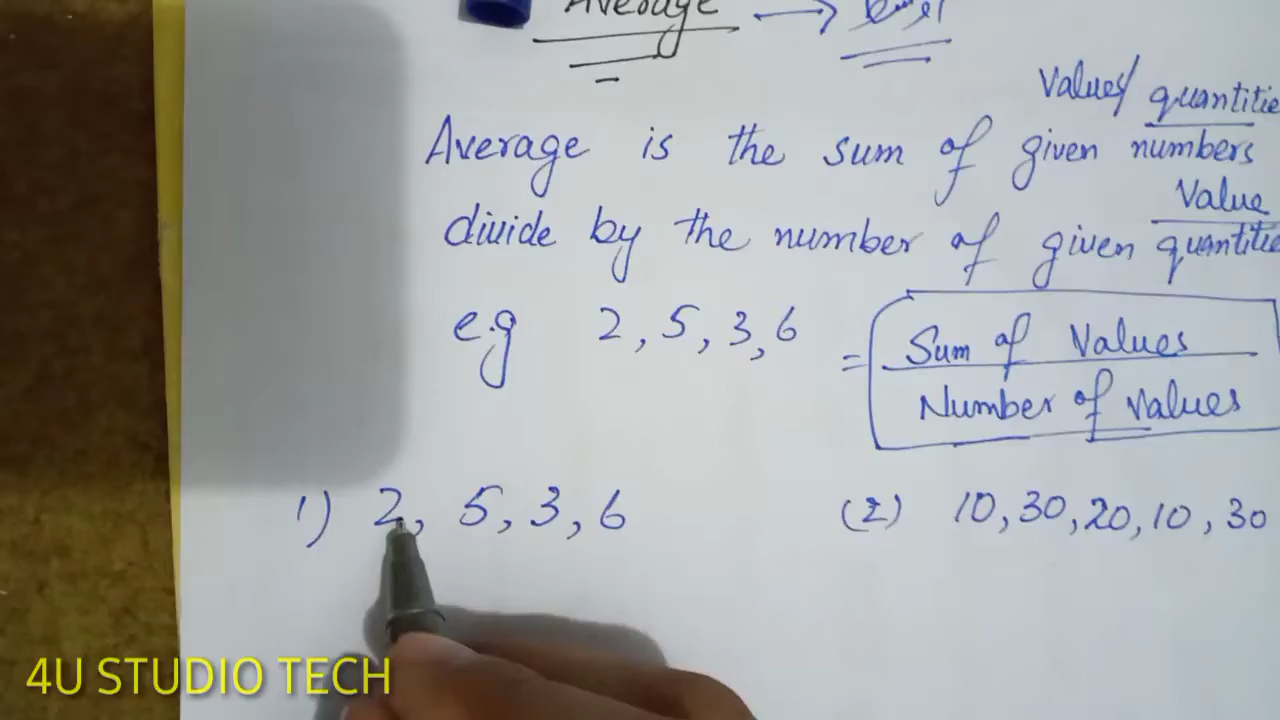 Average →
Values/ quantitie
Average is the sum of given numbers
Value
divide by the number of given quantitie
e.g 2, 5, 3, 6 = Sum of Values
Number of values
1) 2, 5, 3, 6 (2) 10, 30, 20, 10, 30
4U STUDIO TECH